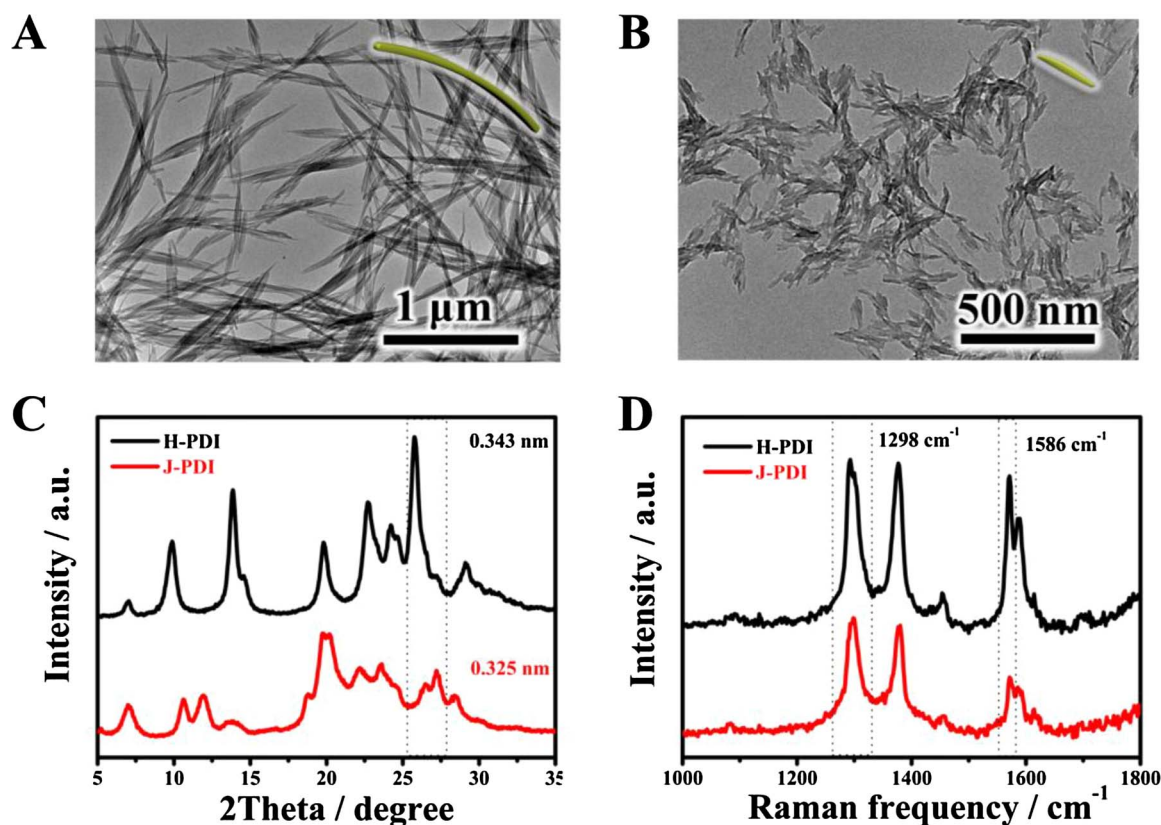 A
1 μm
B
500 nm
C
H-PDI
J-PDI
0.343 nm
0.325 nm
Intensity / a.u.
5 10 15 20 25 30 35
2Theta / degree
D
H-PDI
J-PDI
1298 cm⁻¹
1586 cm⁻¹
Intensity / a.u.
1000 1200 1400 1600 1800
Raman frequency / cm⁻¹